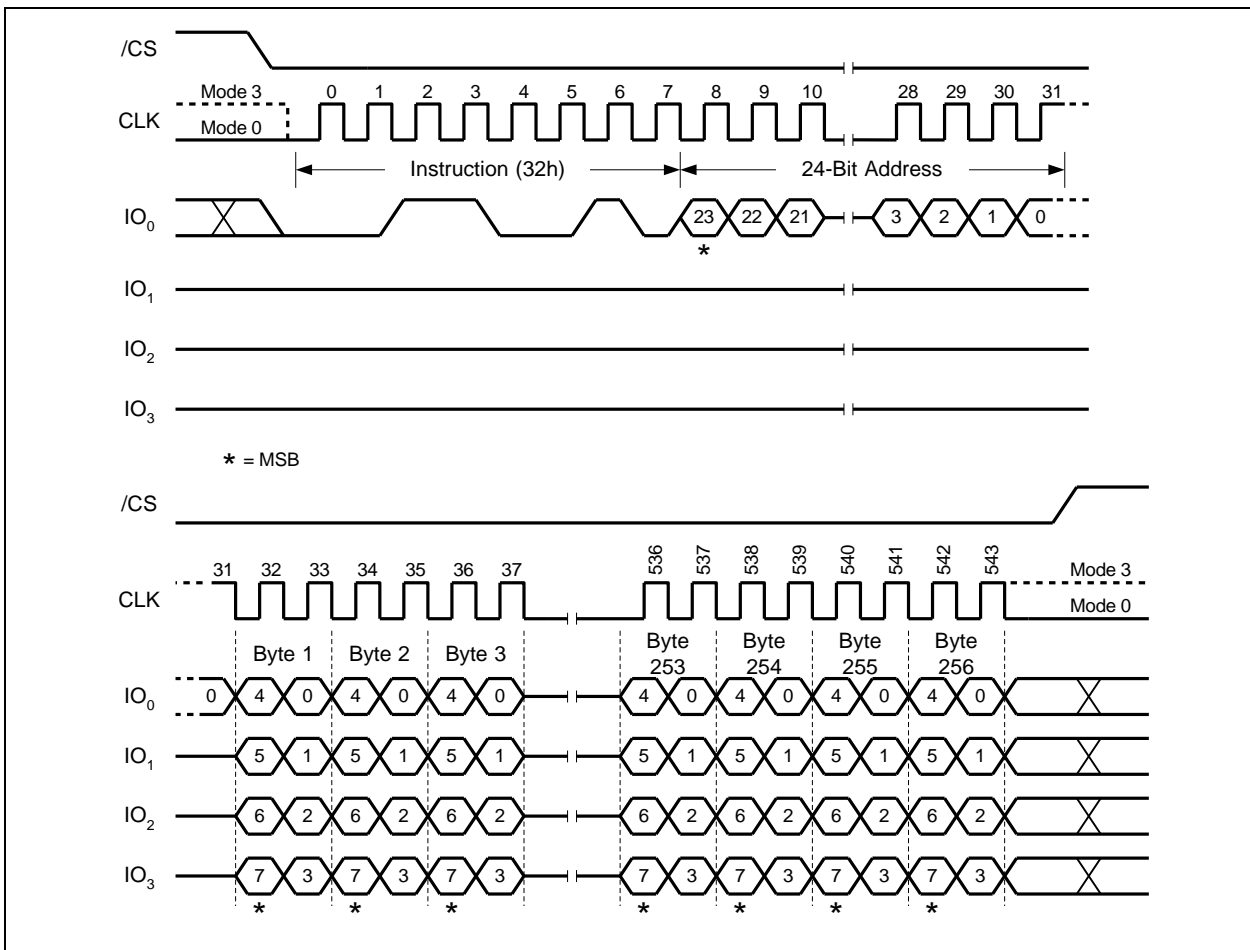 /CS
Mode 3
0 1 2 3 4 5 6 7 8 9 10 28 29 30 31
CLK
Mode 0
Instruction (32h) 24-Bit Address
IO0 23 22 21 3 2 1 0
*
IO1
IO2
IO3
* = MSB
/CS
31 32 33 34 35 36 37 536 537 538 539 540 541 542 543
Mode 3
CLK
Mode 0
Byte 1 Byte 2 Byte 3 Byte 253 Byte 254 Byte 255 Byte 256
IO0 0 4 0 4 0 4 0 4 0 4 0 4 0 4 0
IO1 5 1 5 1 5 1 5 1 5 1 5 1 5 1
IO2 6 2 6 2 6 2 6 2 6 2 6 2 6 2
IO3 7 3 7 3 7 3 7 3 7 3 7 3 7 3
* * * * * * *